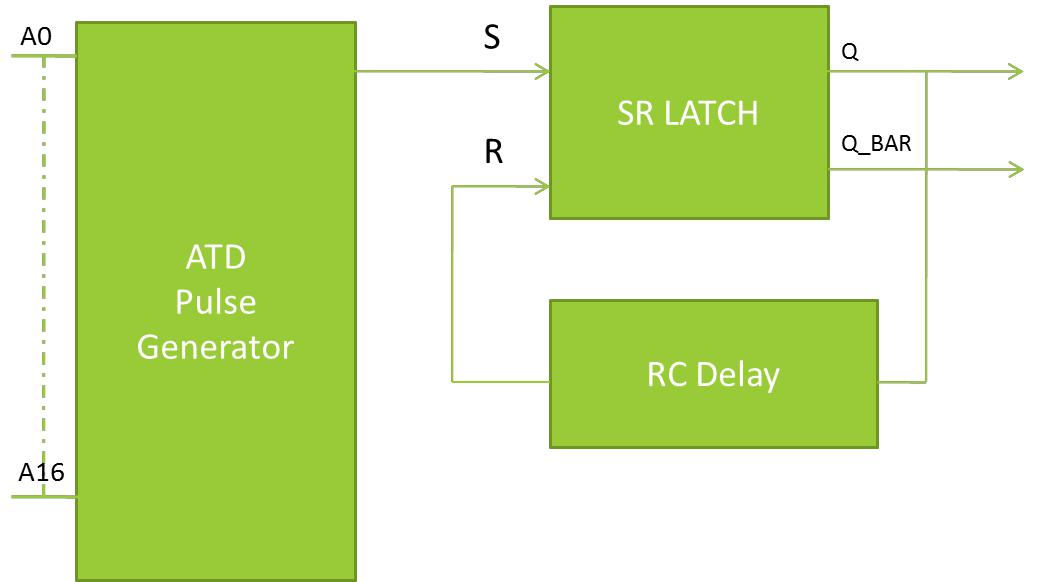 A0
S
Q
SR LATCH
Q_BAR
R
ATD
Pulse
Generator
RC Delay
A16